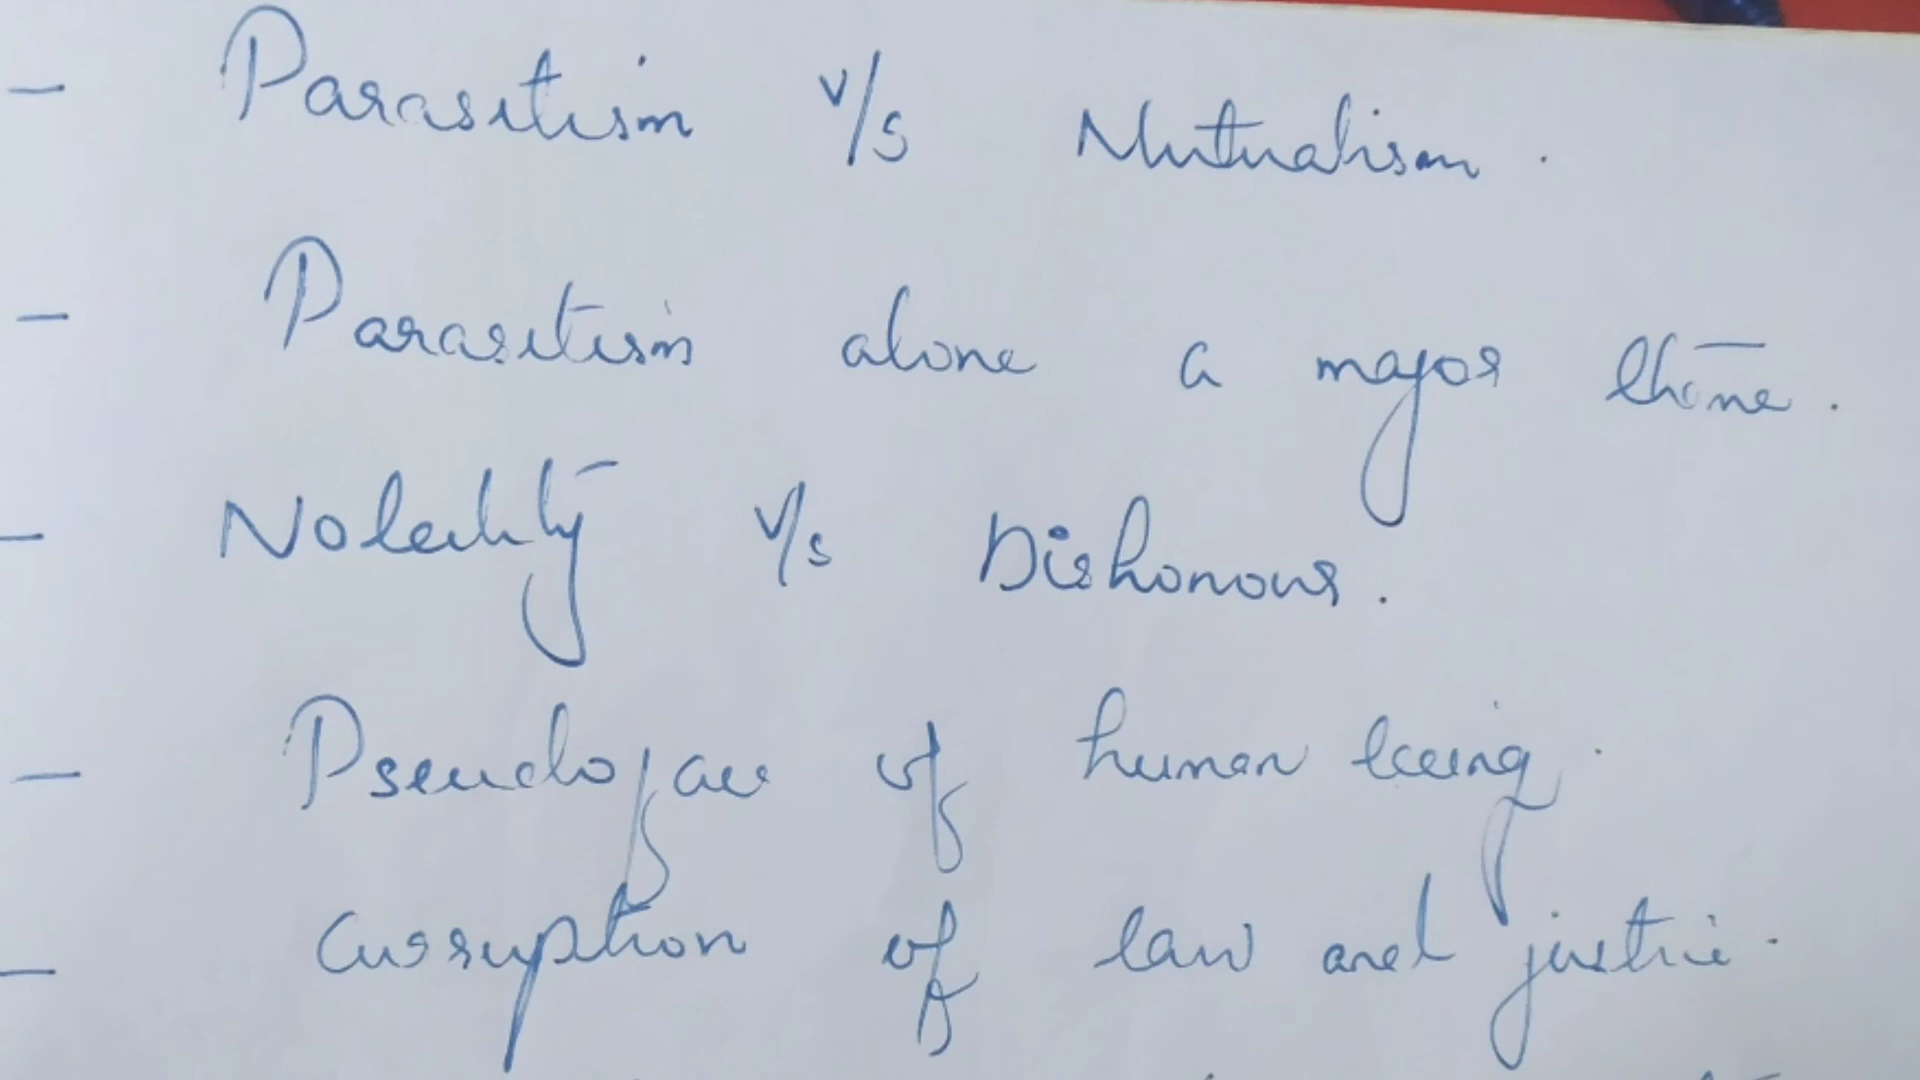 - Parasitism v/s Mutualism.
- Parasitism alone a major theme.
- Nobility v/s Dishonour.
- Pseudoface of human being.
- Corruption of law and justice.